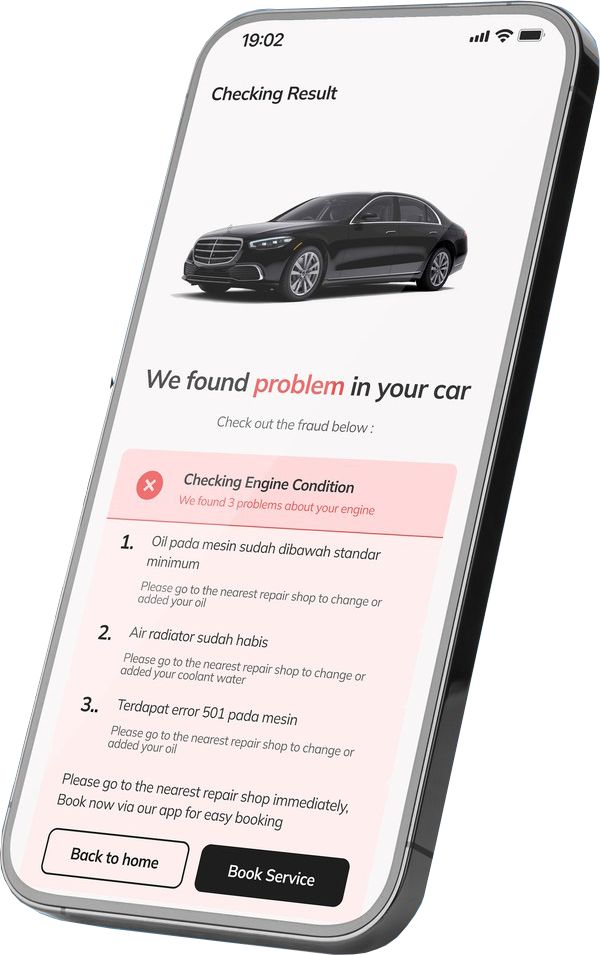 19:02
Checking Result
We found problem in your car
Check out the fraud below :
Checking Engine Condition
We found 3 problems about your engine
1. Oil pada mesin sudah dibawah standar
minimum
Please go to the nearest repair shop to change or
added your oil
2. Air radiator sudah habis
Please go to the nearest repair shop to change or
added your coolant water
3.. Terdapat error 501 pada mesin
Please go to the nearest repair shop to change or
added your oil
Please go to the nearest repair shop immediately,
Book now via our app for easy booking
Back to home
Book Service